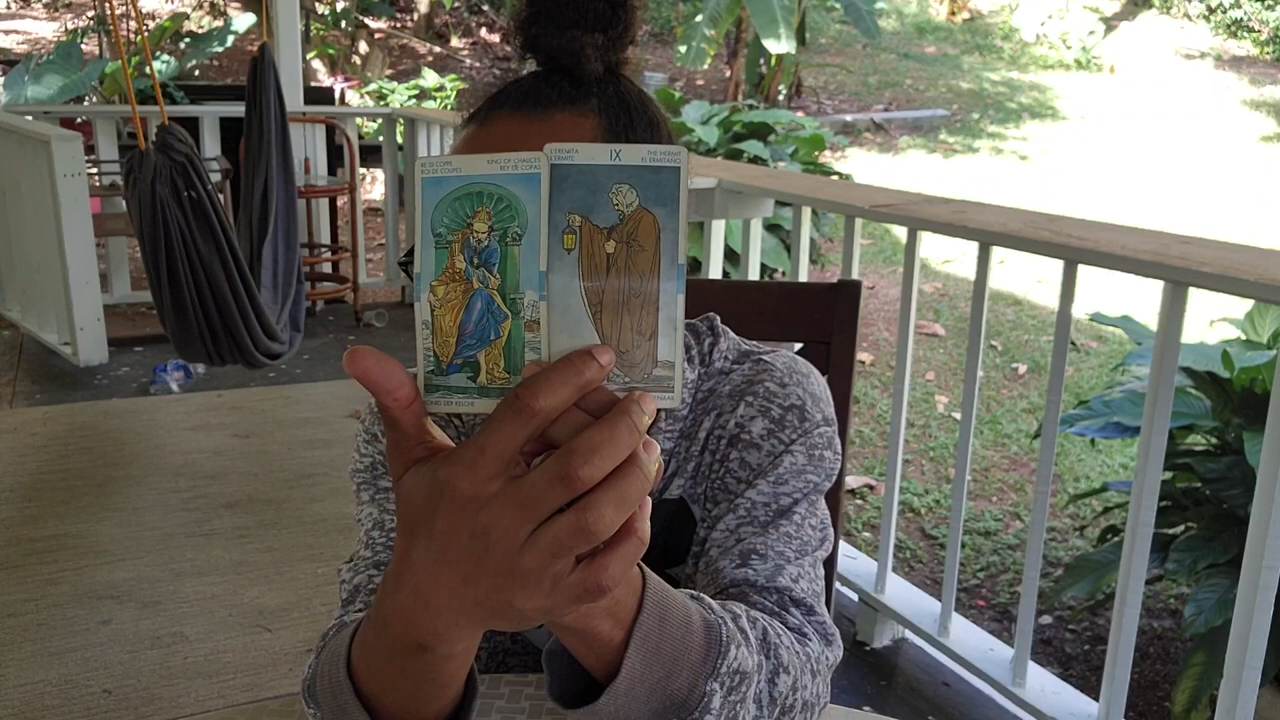 RE DI COPPE
ROI DE COUPES
KING OF CHALICES
REY DE COPAS
L'EREMITA
L'ERMITE
IX
THE HERMIT
EL ERMITAÑO
KÖNIG DER KELCHE